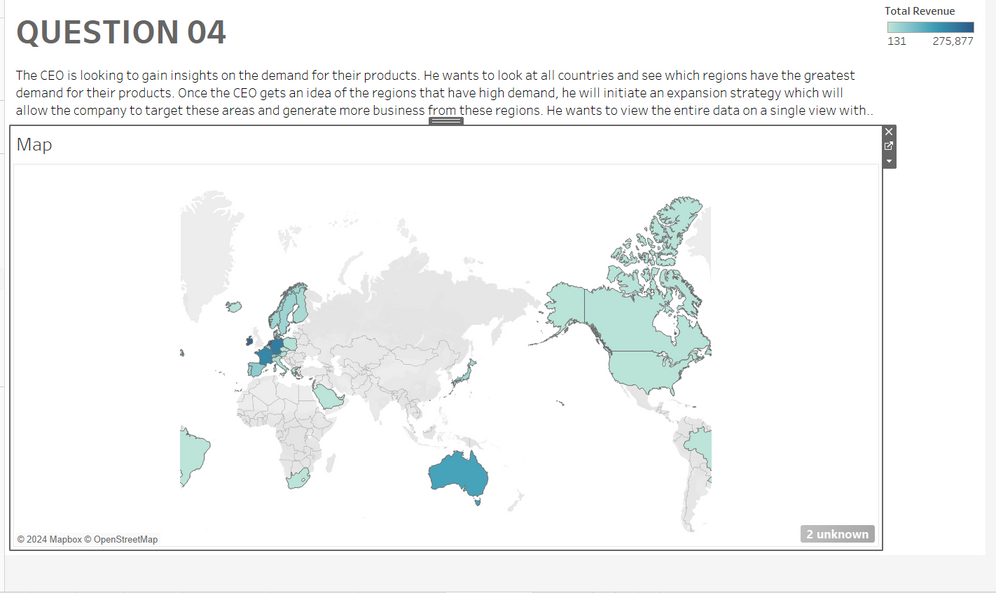 QUESTION 04
Total Revenue
131 275,877
The CEO is looking to gain insights on the demand for their products. He wants to look at all countries and see which regions have the greatest
demand for their products. Once the CEO gets an idea of the regions that have high demand, he will initiate an expansion strategy which will
allow the company to target these areas and generate more business from these regions. He wants to view the entire data on a single view with..
Map
© 2024 Mapbox © OpenStreetMap
2 unknown